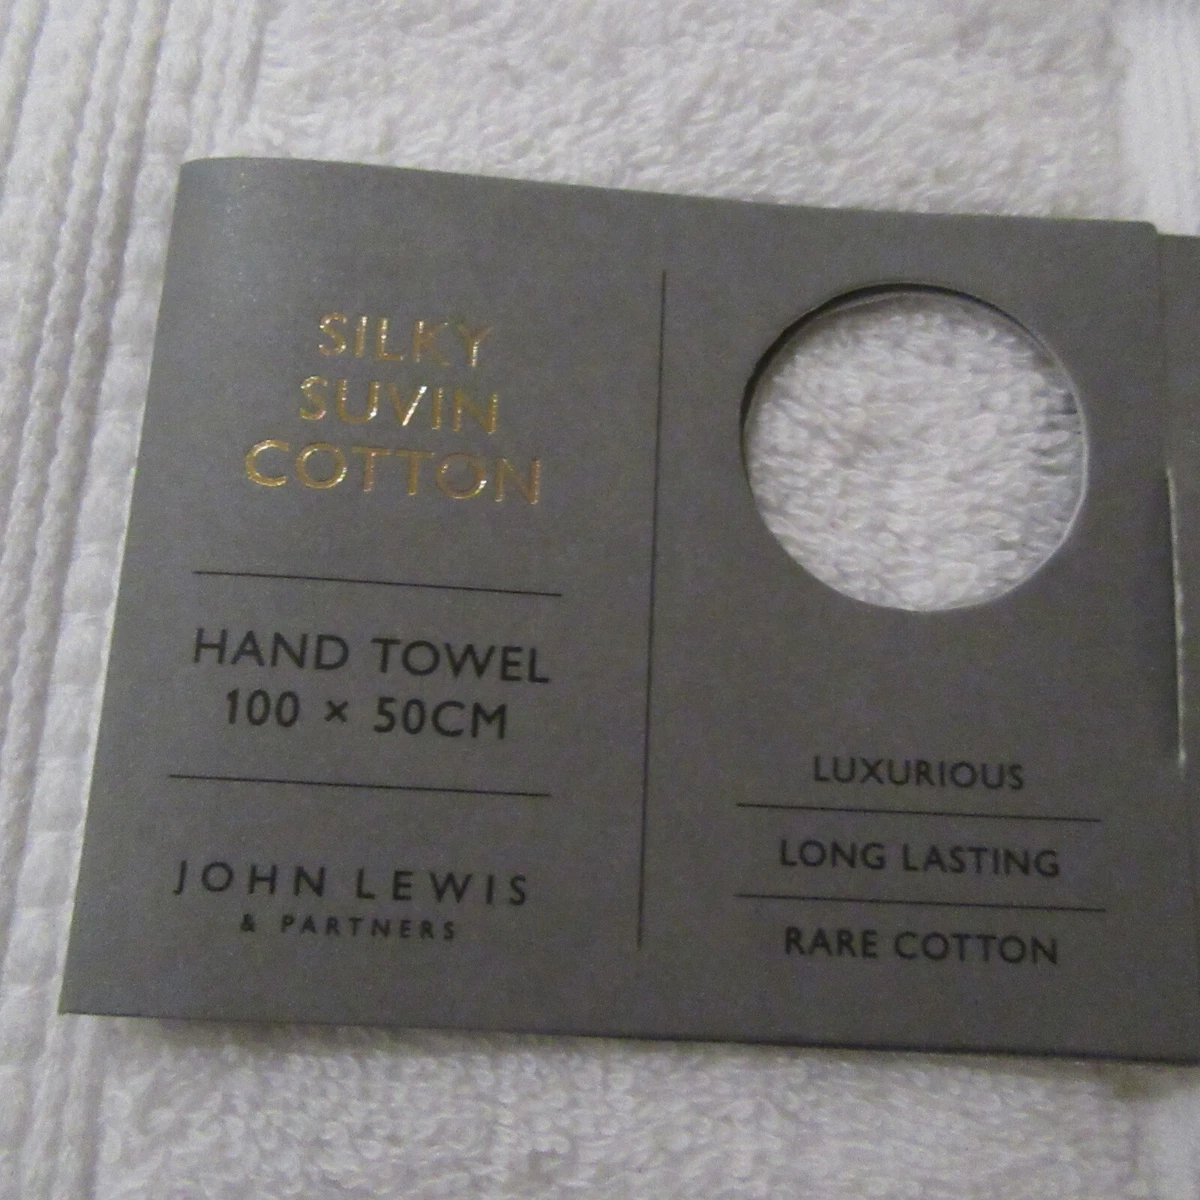 SILKY
SUVIN
COTTON
HAND TOWEL
100 × 50CM
JOHN LEWIS
& PARTNERS
LUXURIOUS
LONG LASTING
RARE COTTON